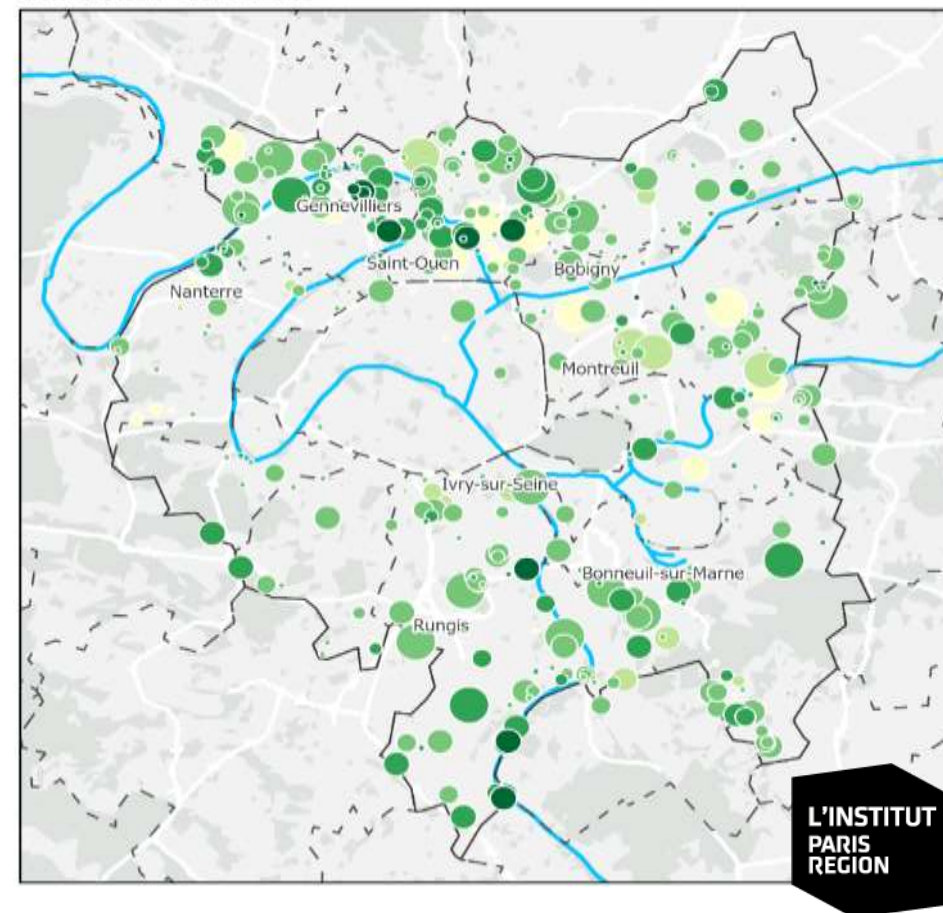 Gennevilliers
Saint-Ouen
Bobigny
Nanterre
Montreuil
Ivry-sur-Seine
Bonneuil-sur-Marne
Rungis
L'INSTITUT
PARIS
REGION